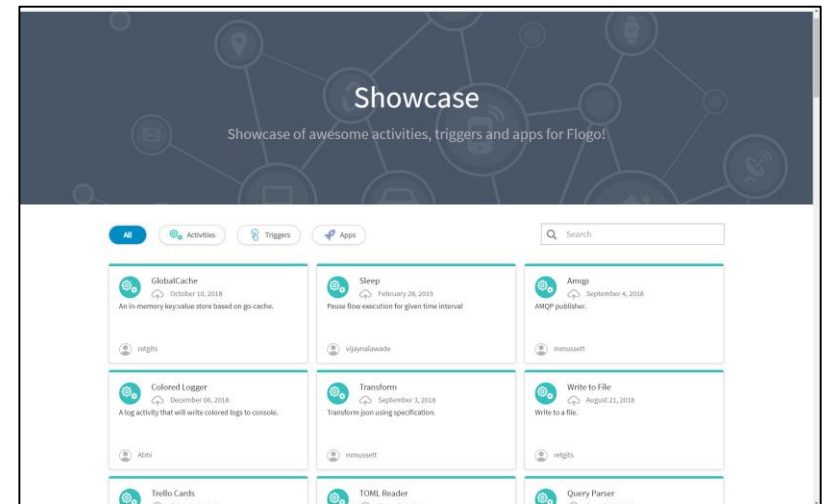 Showcase
Showcase of awesome activities, triggers and apps for Flogo!
All
Activities
Triggers
Apps
Search
GlobalCache
October 10, 2018
An in-memory key:value store based on go-cache.
retgits
Sleep
February 28, 2019
Pause flow execution for given time interval
vijaynalawade
Amqp
September 4, 2018
AMQP publisher.
mmussett
Colored Logger
December 06, 2018
A log activity that will write colored logs to console.
Abhi
Transform
September 3, 2018
Transform json using specification.
mmussett
Write to File
August 21, 2018
Write to a file.
retgits
Trello Cards
TOML Reader
Query Parser